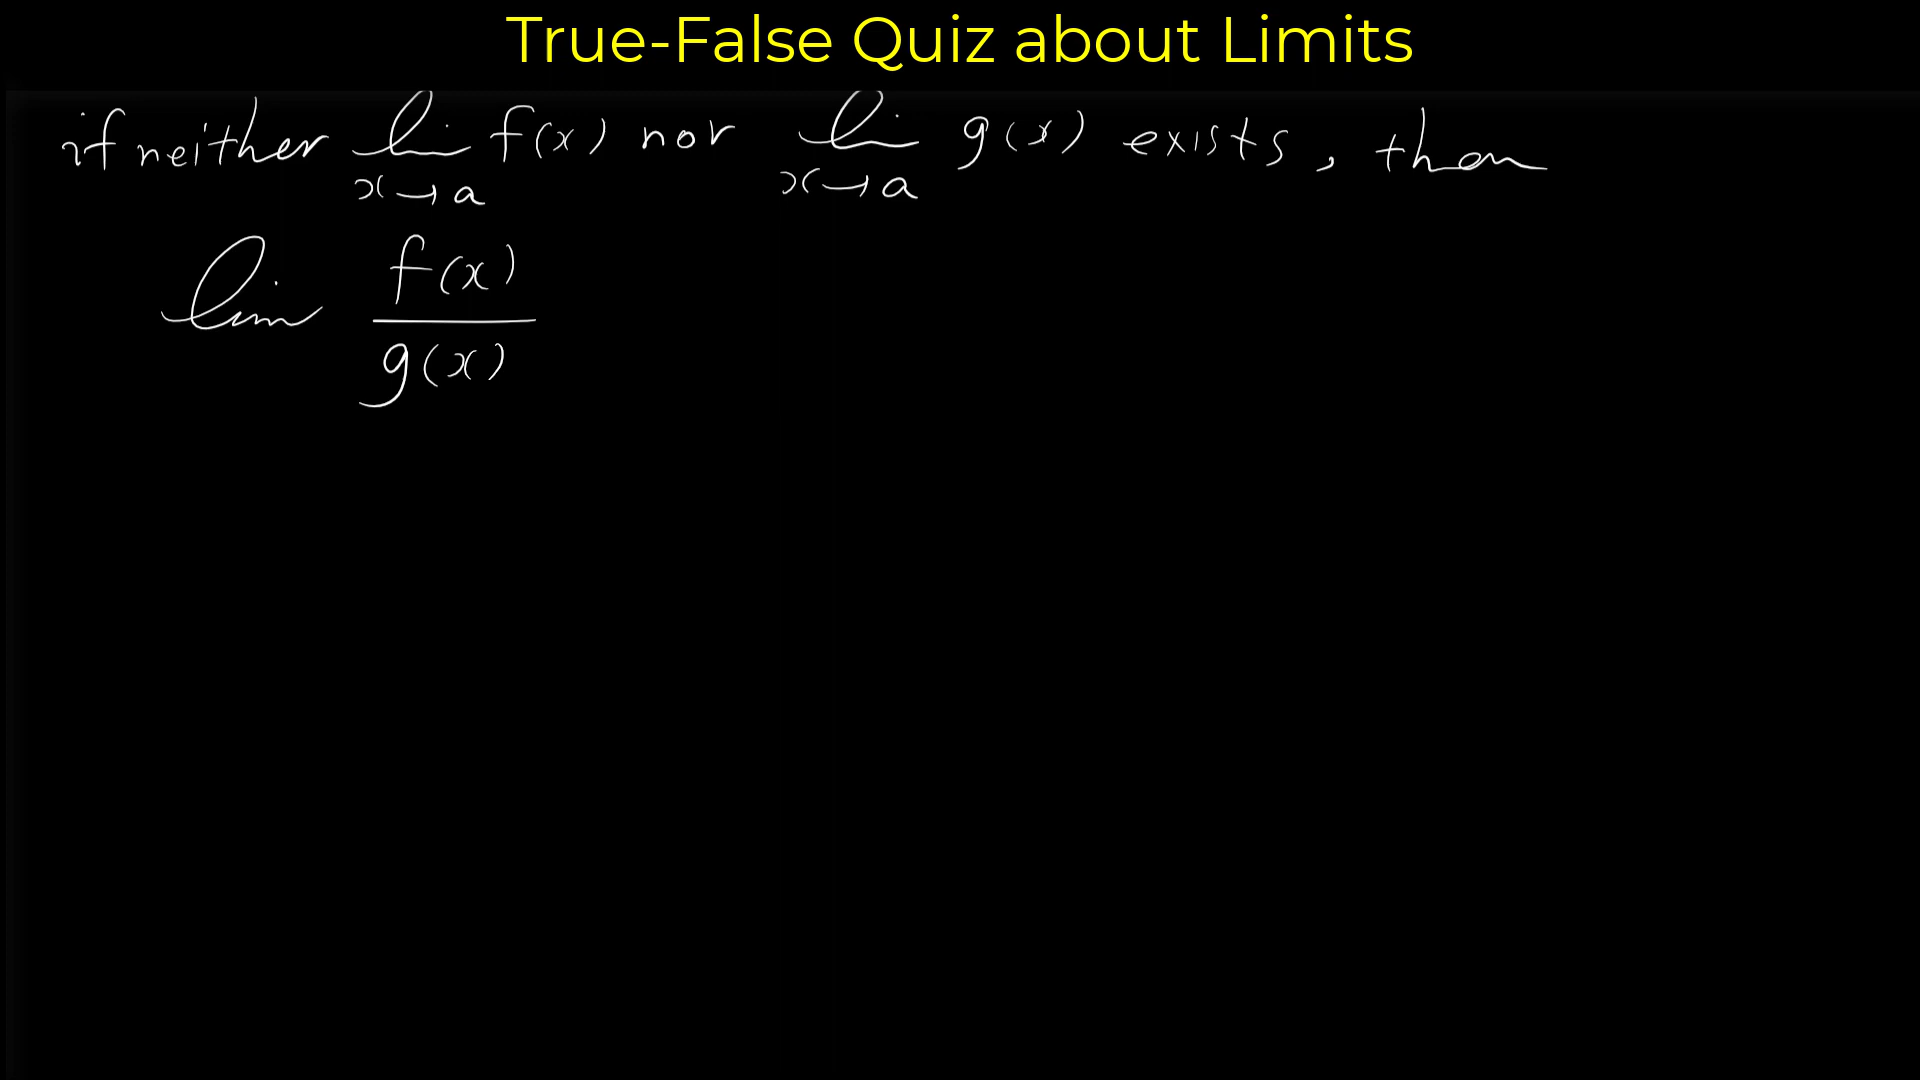 True-False Quiz about Limits
if neither lim f(x) nor lim g(x) exists, then
x→a x→a
lim f(x)
g(x)